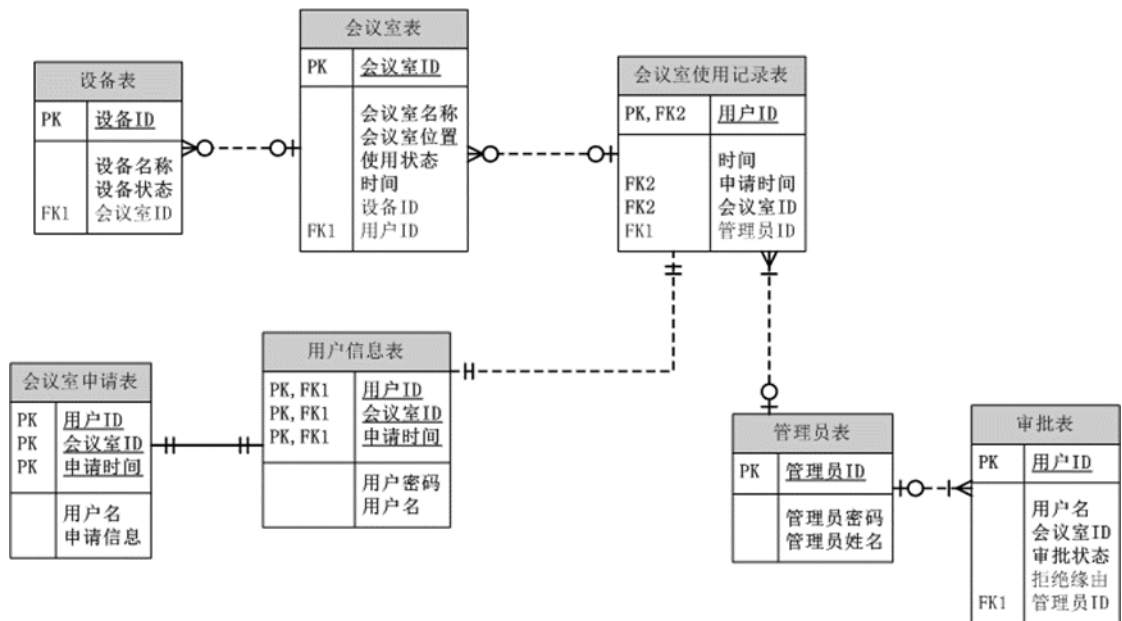 设备表
PK 设备ID
设备名称
设备状态
FK1 会议室ID
会议室表
PK 会议室ID
会议室名称
会议室位置
使用状态
时间
设备ID
FK1 用户ID
会议室使用记录表
PK,FK2 用户ID
时间
FK2 申请时间
FK2 会议室ID
FK1 管理员ID
会议室申请表
PK 用户ID
PK 会议室ID
PK 申请时间
用户名
申请信息
用户信息表
PK,FK1 用户ID
PK,FK1 会议室ID
PK,FK1 申请时间
用户密码
用户名
管理员表
PK 管理员ID
管理员密码
管理员姓名
审批表
PK 用户ID
用户名
会议室ID
审批状态
拒绝缘由
FK1 管理员ID